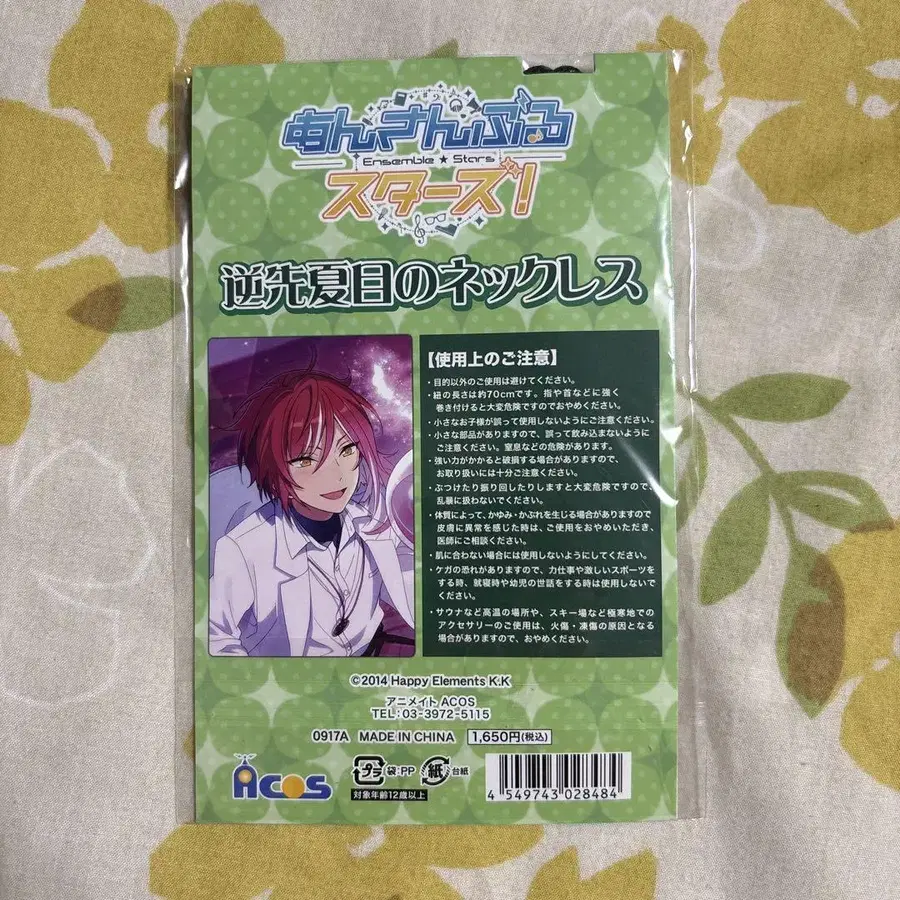 あんさんぶる
Ensemble ★ Stars
スターズ!
逆先夏目のネックレス
【使用上のご注意】
・目的以外のご使用は避けてください。
・紐の長さは約70cmです。指や首などに強く
巻き付けると大変危険ですのでおやめください。
・小さなお子様が誤って使用しないようにご注意ください。
・小さな部品がありますので、誤って飲み込まないように
ご注意ください。窒息などの危険があります。
・強い力がかかると破損する場合がありますので、
お取り扱いには十分ご注意ください。
・ぶつけたり振り回したりしますと大変危険ですので、
乱暴に扱わないでください。
・体質によって、かゆみ・かぶれを生じる場合がありますので
皮膚に異常を感じた時は、ご使用をおやめいただき、
医師にご相談ください。
・肌に合わない場合には使用しないようにしてください。
・ケガの恐れがありますので、力仕事や激しいスポーツを
する時、就寝時や幼児の世話をする時は使用しないで
ください。
・サウナなど高温の場所や、スキー場など極寒地での
アクセサリーのご使用は、火傷・凍傷の原因となる
場合がありますので、おやめください。
©2014 Happy Elements K.K
アニメイト ACOS
TEL:03-3972-5115
0917A MADE IN CHINA 1,650円(税込)
ACOS
プラ 袋:PP 紙 台紙
対象年齢12歳以上
4 549743 028484